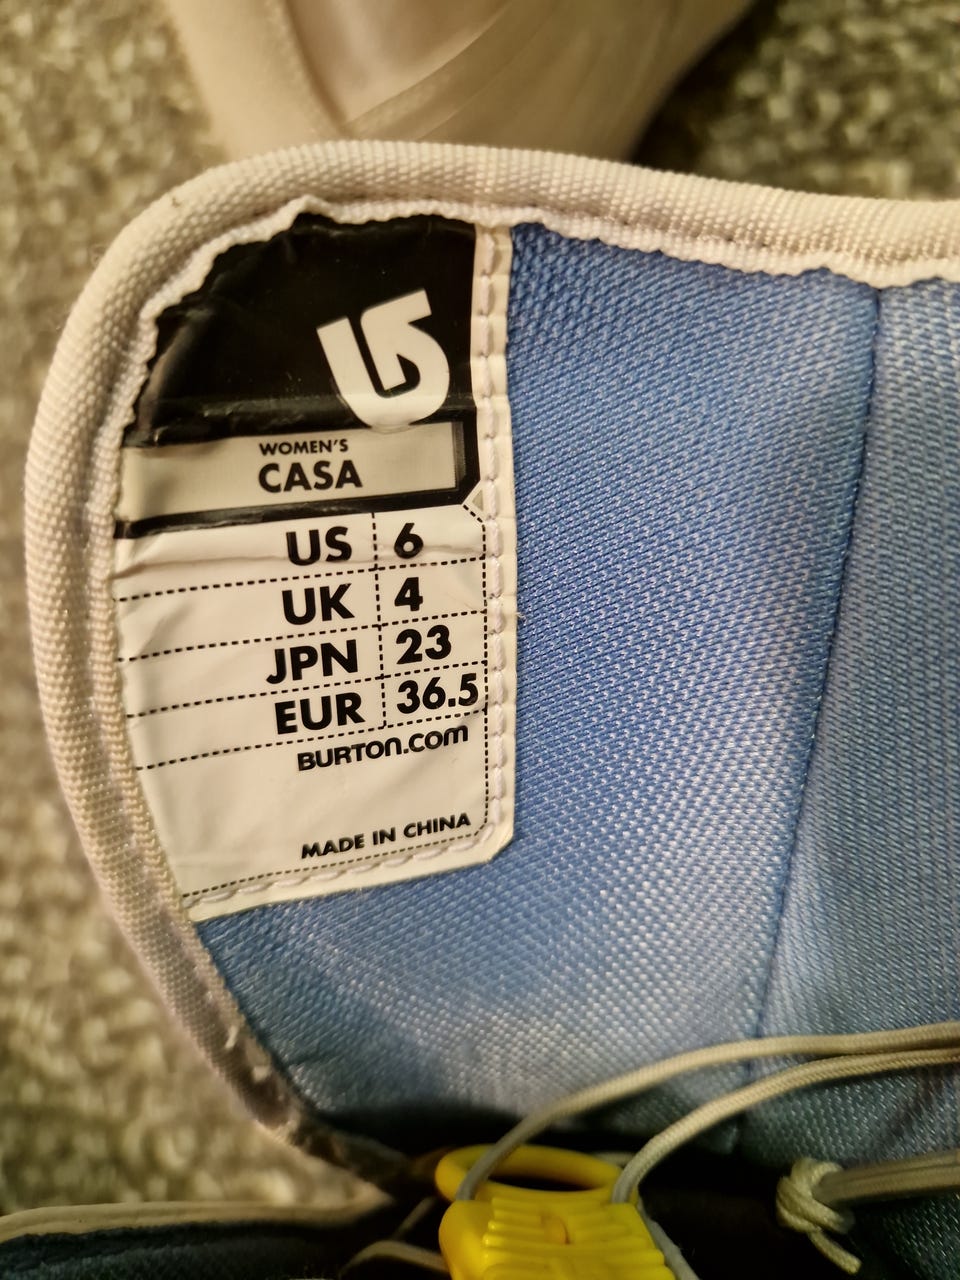 WOMEN'S
CASA
US 6
UK 4
JPN 23
EUR 36.5
BURTON.COM
MADE IN CHINA